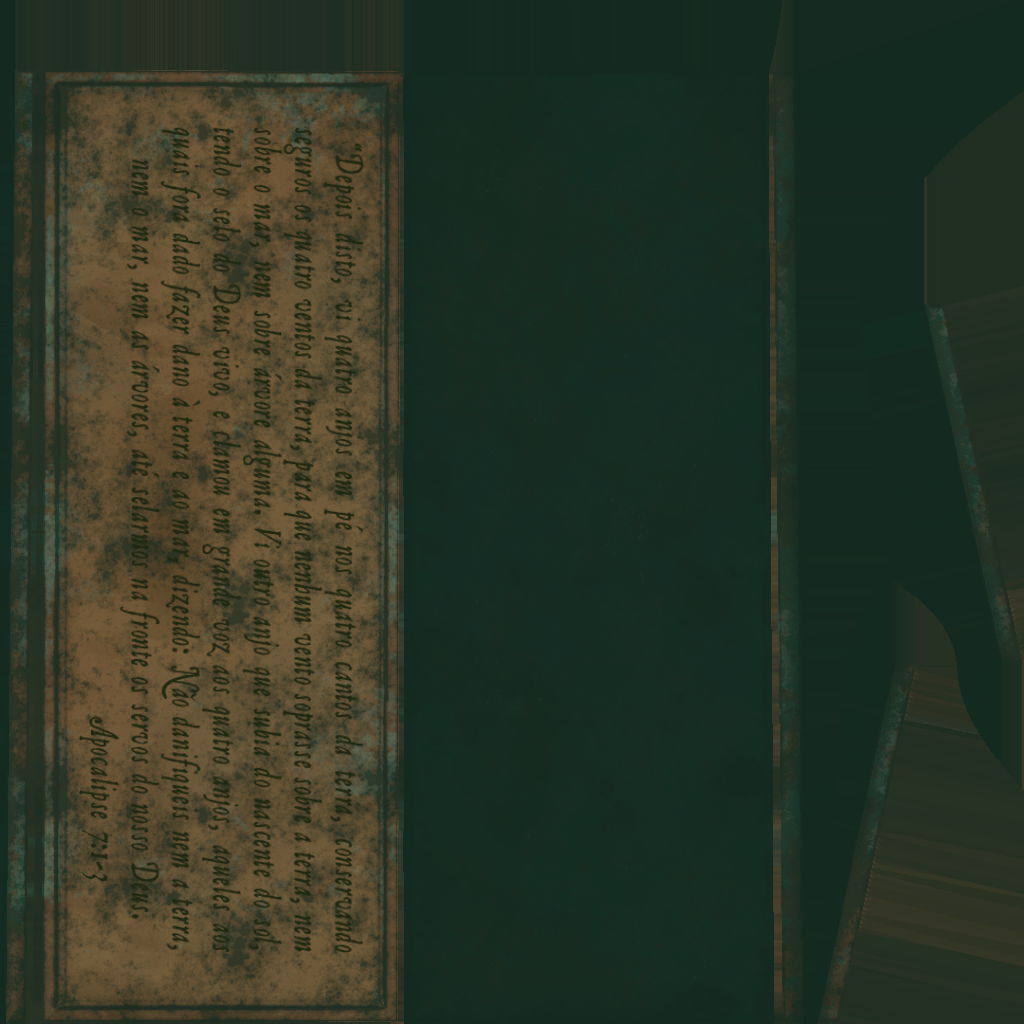 "Depois disto, vi quatro anjos em pé nos quatro cantos da terra, conservando
seguros os quatro ventos da terra, para que nenhum vento soprasse sobre a terra, nem
sobre o mar, nem sobre árvore alguma. Vi outro anjo que subia do nascente do sol,
tendo o selo do Deus vivo, e clamou em grande voz aos quatro anjos, aqueles aos
quais fora dado fazer dano à terra e ao mar, dizendo: Não danifiqueis nem a terra,
nem o mar, nem as árvores, até selarmos na fronte os servos do nosso Deus.
Apocalipse 7:1-3